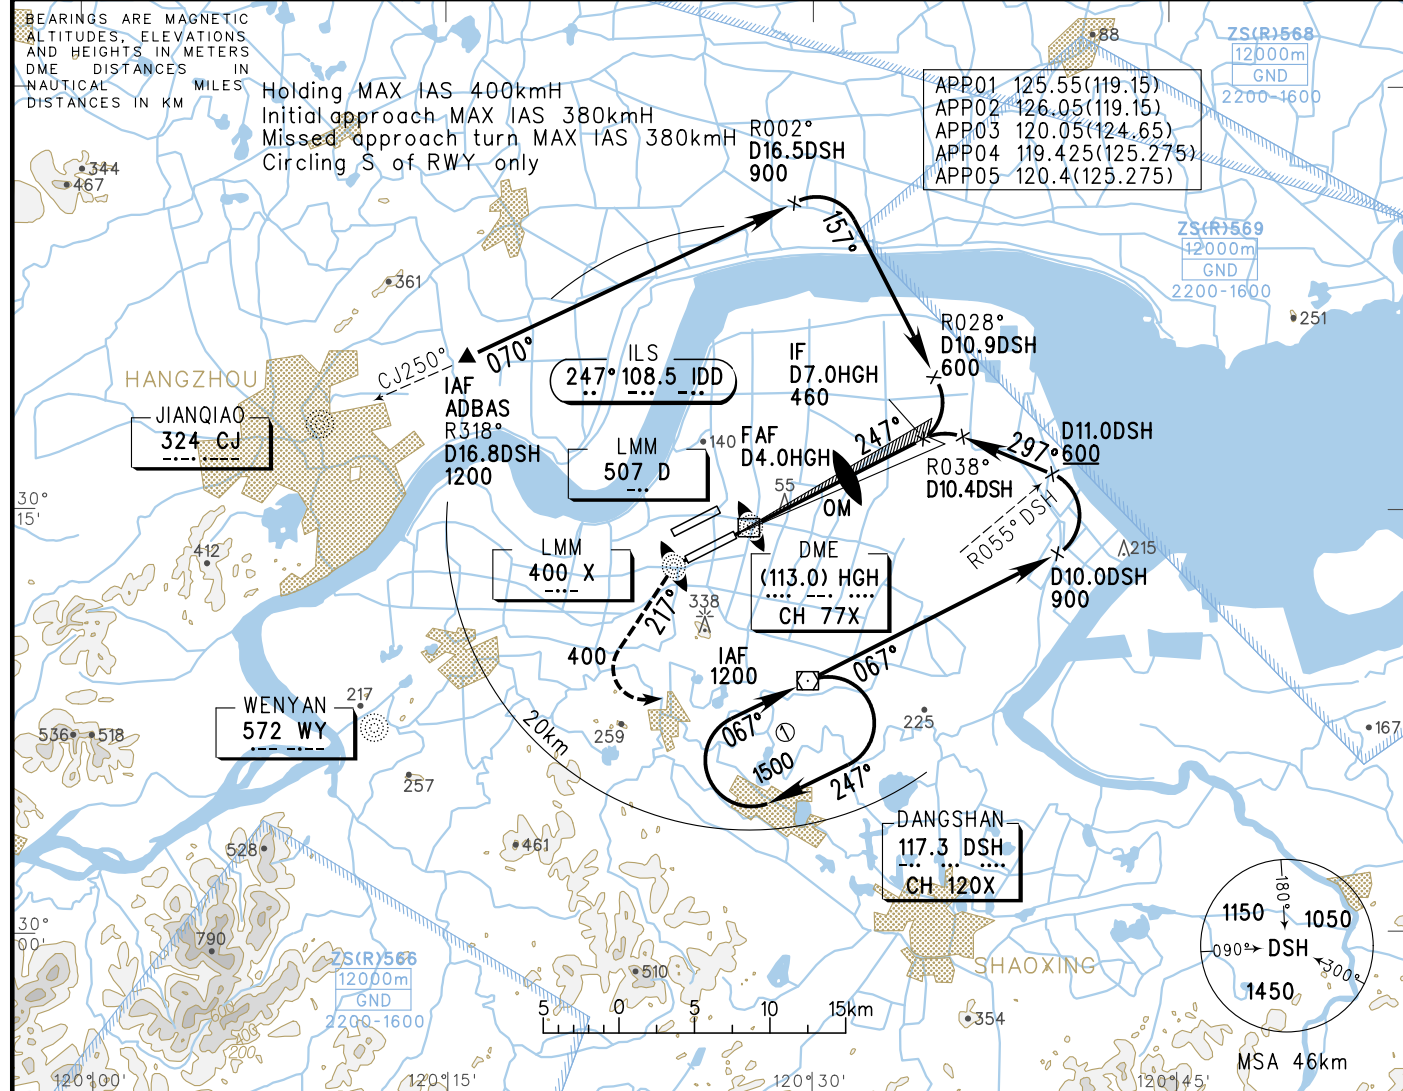 BEARINGS ARE MAGNETIC
ALTITUDES, ELEVATIONS
AND HEIGHTS IN METERS
DME DISTANCES IN
NAUTICAL MILES
DISTANCES IN KM
Holding MAX IAS 400kmH
Initial approach MAX IAS 380kmH
Missed approach turn MAX IAS 380kmH
Circling S of RWY only
APP01 125.55(119.15)
APP02 126.05(119.15)
APP03 120.05(124.65)
APP04 119.425(125.275)
APP05 120.4(125.275)
88
ZS(R)568
12000m
GND
2200-1600
R002°
D16.5DSH
900
344
467
157°
ZS(R)569
12000m
GND
2200-1600
361
251
070°
CJ250°
HANGZHOU
JIANQIAO
324 CJ
IAF
ADBAS
R318°
D16.8DSH
1200
ILS
247° 108.5 IDD
IF
D7.0HGH
460
R028°
D10.9DSH
600
LMM
507 D
140
FAF
D4.0HGH
247°
OM
55
R038°
D10.4DSH
297°
D11.0DSH
600
R055° DSH
30°
15'
412
LMM
400 X
DME
(113.0) HGH
CH 77X
215
D10.0DSH
900
217°
338
400
IAF
1200
067°
067°
1
1500
247°
WENYAN
572 WY
217
536
518
257
259
225
167
20km
DANGSHAN
117.3 DSH
CH 120X
528
461
790
510
354
30°
00'
ZS(R)566
12000m
GND
2200-1600
SHAOXING
5 0 5 10 15km
180°
1150
1050
090°
DSH
300°
1450
MSA 46km
120°00'
120°15'
120°30'
120°45'